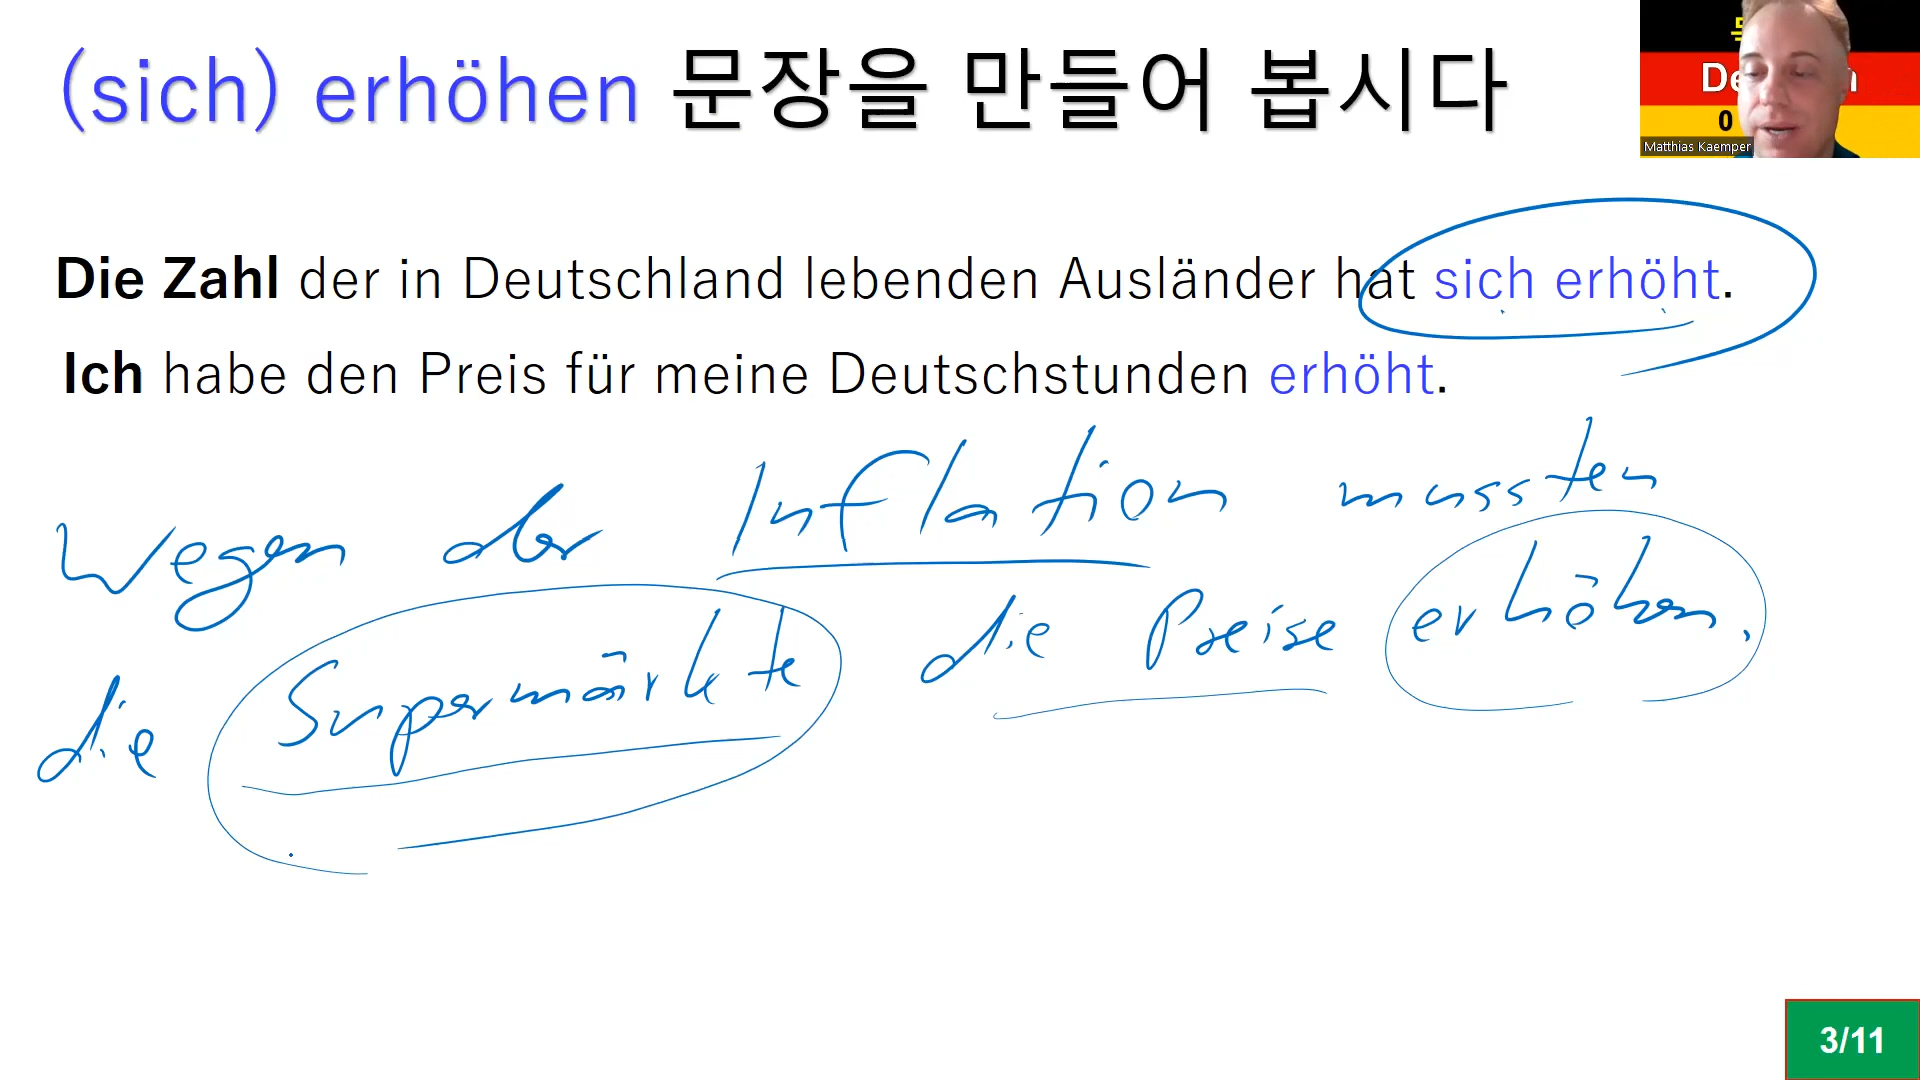 (sich) erhöhen 문장을 만들어 봅시다
De n
0
Matthias Kaemper
Die Zahl der in Deutschland lebenden Ausländer hat sich erhöht.
Ich habe den Preis für meine Deutschstunden erhöht.
Wegen der Inflation mussten
die Supermärkte die Preise erhöhen.
3/11